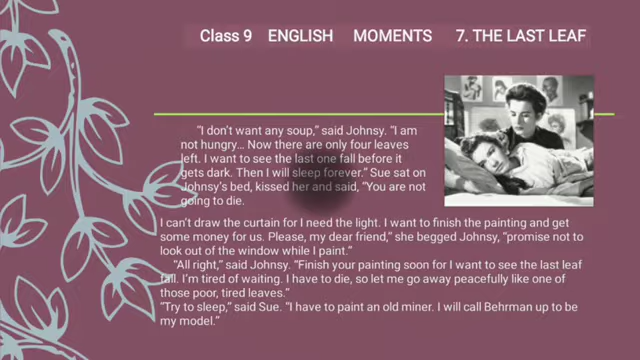 Class 9 ENGLISH MOMENTS 7. THE LAST LEAF
"I don't want any soup," said Johnsy. "I am
not hungry... Now there are only four leaves
left. I want to see the last one fall before it
gets dark. Then I will sleep forever." Sue sat on
Johnsy's bed, kissed her and said, "You are not
going to die.
I can't draw the curtain for I need the light. I want to finish the painting and get
some money for us. Please, my dear friend," she begged Johnsy, "promise not to
look out of the window while I paint."
"All right," said Johnsy. "Finish your painting soon for I want to see the last leaf
fall. I'm tired of waiting. I have to die, so let me go away peacefully like one of
those poor, tired leaves."
"Try to sleep," said Sue. "I have to paint an old miner. I will call Behrman up to be
my model."